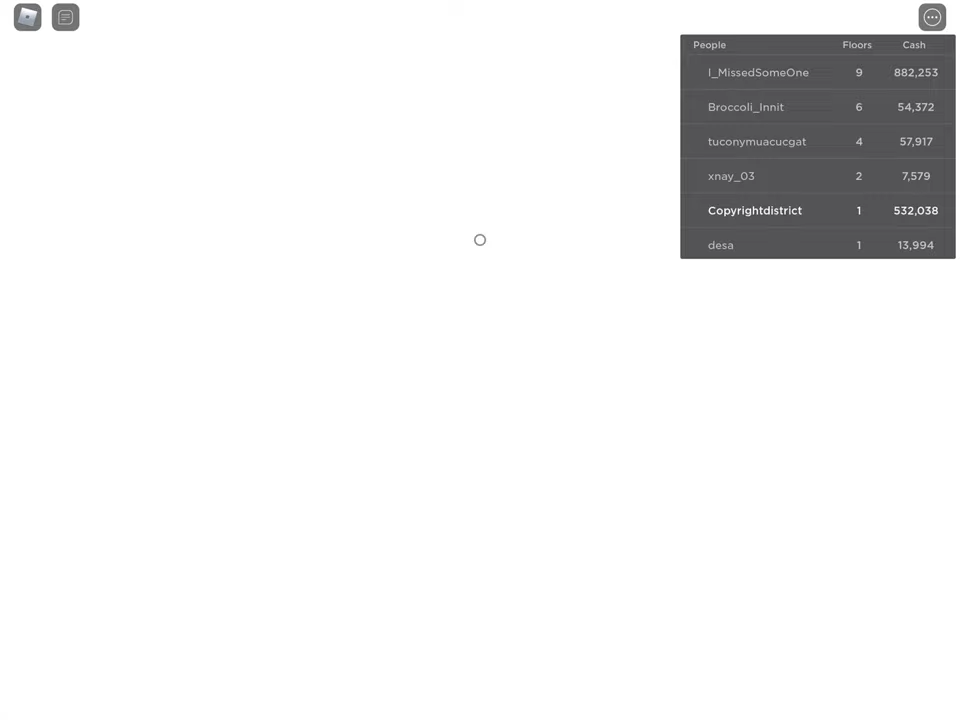 People Floors Cash
I_MissedSomeOne 9 882,253
Broccoli_Innit 6 54,372
tuconymuacucgat 4 57,917
xnay_03 2 7,579
Copyrightdistrict 1 532,038
desa 1 13,994